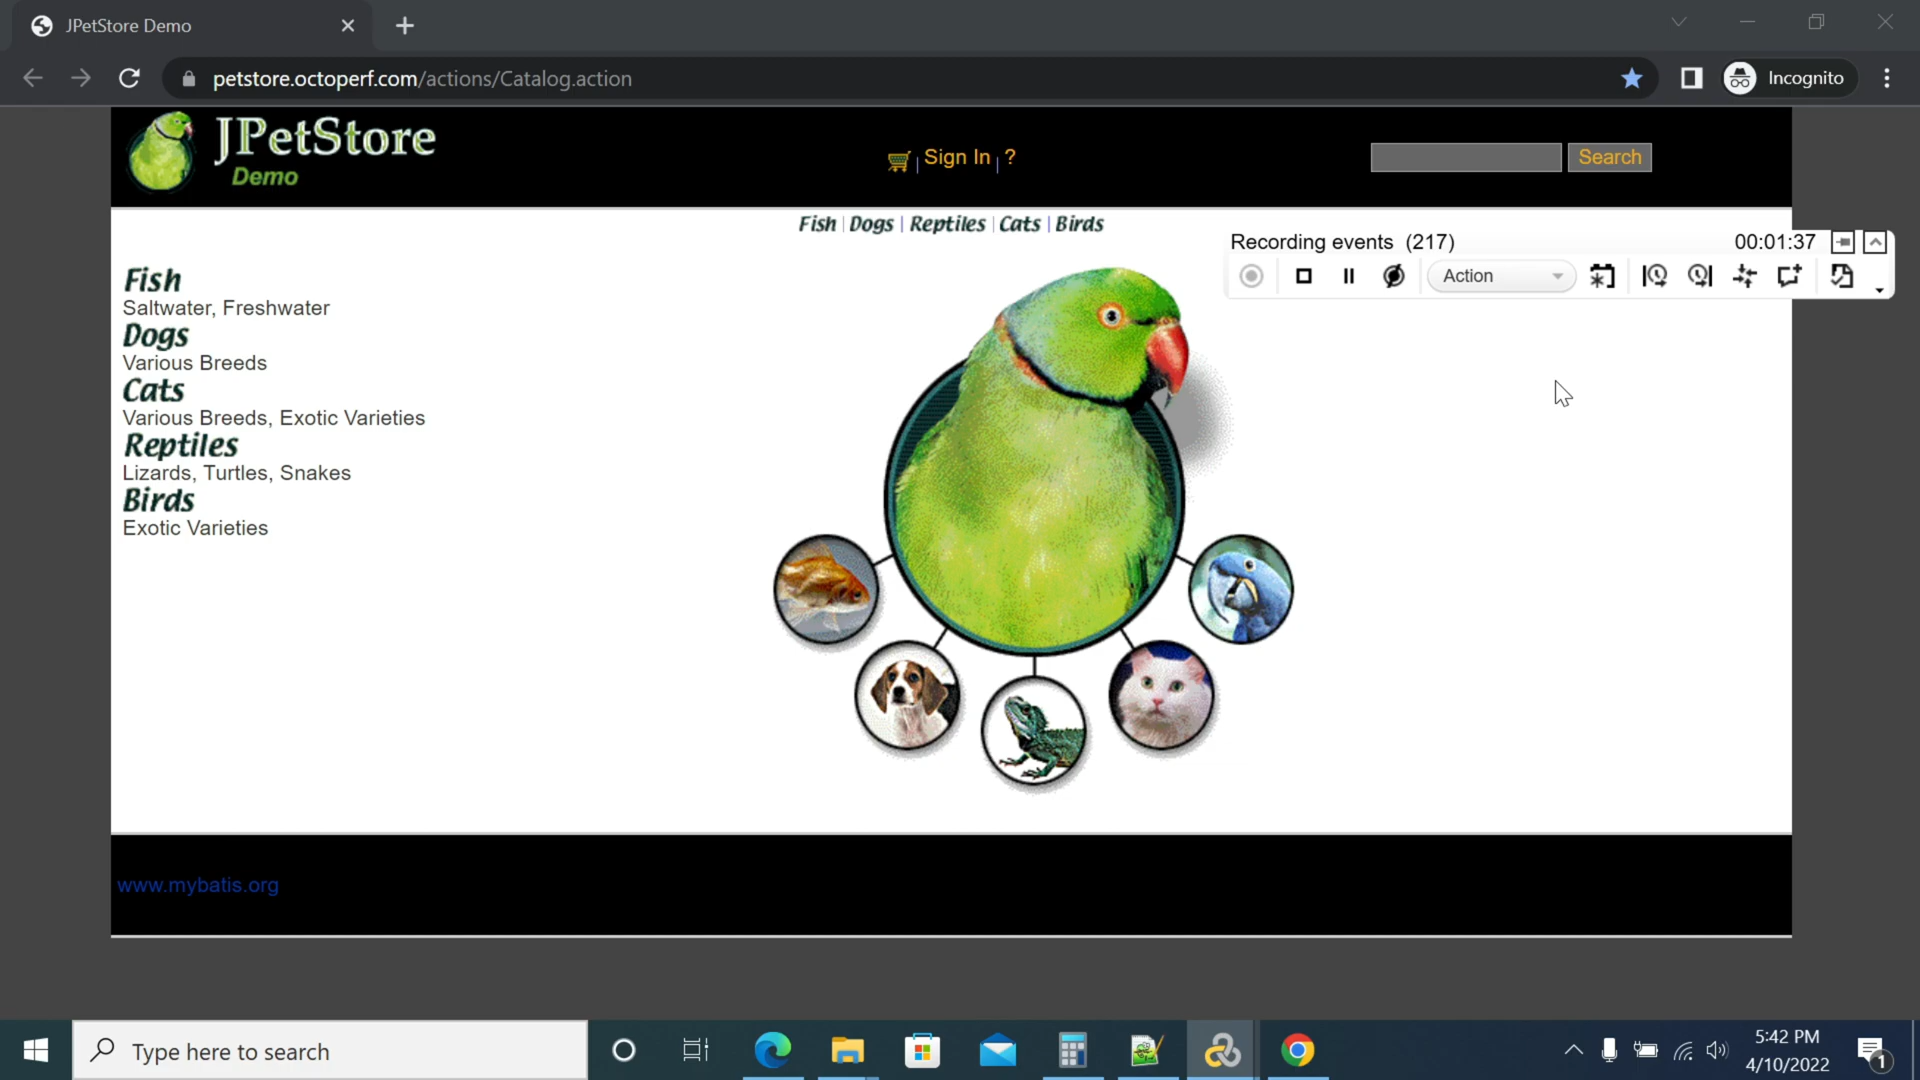 JPetStore Demo
petstore.octoperf.com/actions/Catalog.action
Incognito
JPetStore
Demo
Sign In | ?
Search
Fish | Dogs | Reptiles | Cats | Birds
Recording events (217)
00:01:37
Action
Fish
Saltwater, Freshwater
Dogs
Various Breeds
Cats
Various Breeds, Exotic Varieties
Reptiles
Lizards, Turtles, Snakes
Birds
Exotic Varieties
www.mybatis.org
Type here to search
5:42 PM
4/10/2022
1